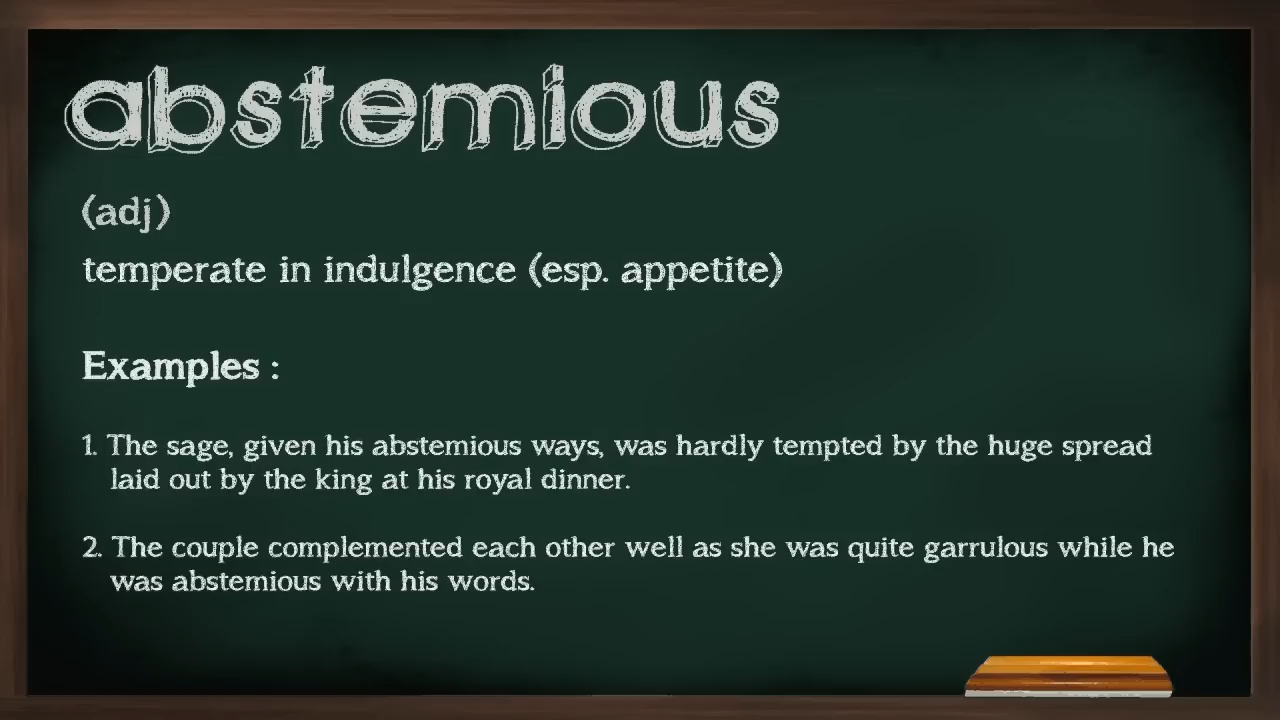 abstemious
(adj)
temperate in indulgence (esp. appetite)
Examples :
1. The sage, given his abstemious ways, was hardly tempted by the huge spread
laid out by the king at his royal dinner.
2. The couple complemented each other well as she was quite garrulous while he
was abstemious with his words.